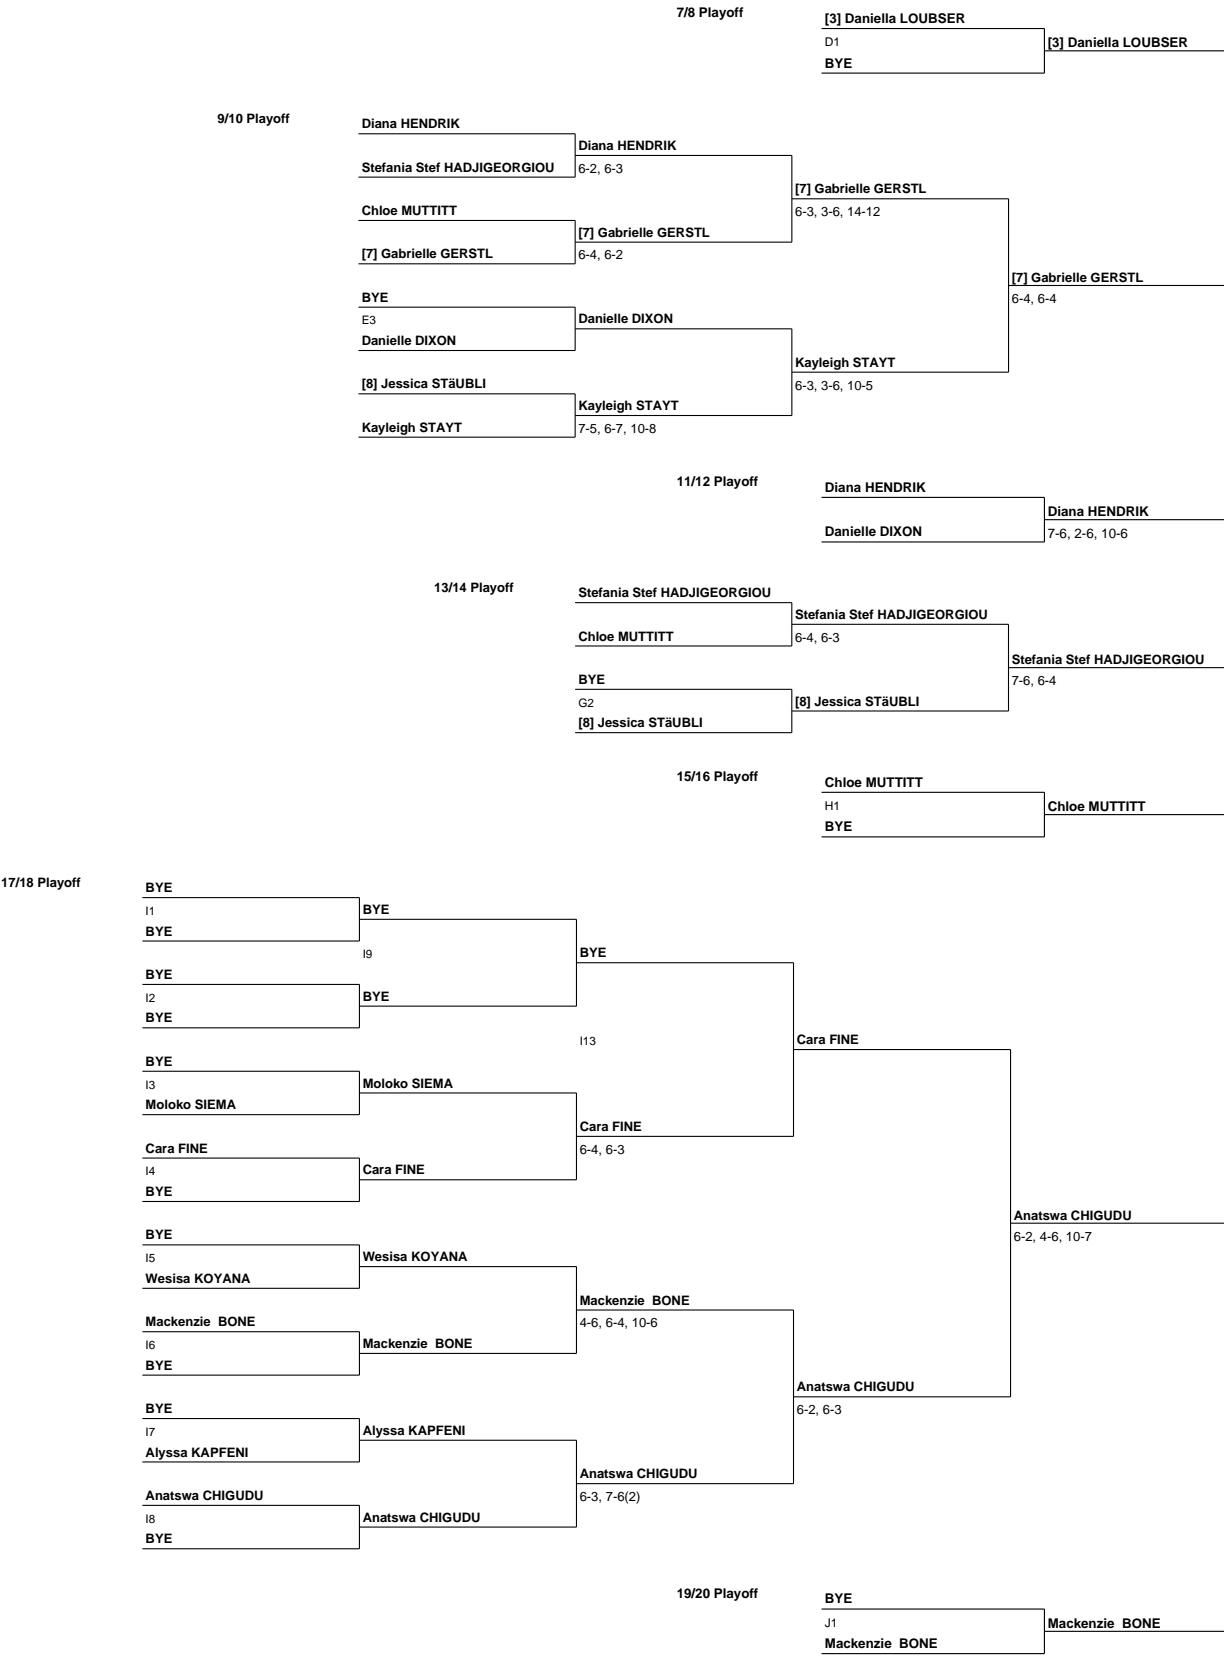 7/8 Playoff
[3] Daniella LOUBSER
D1
[3] Daniella LOUBSER
BYE
9/10 Playoff
Diana HENDRIK
Diana HENDRIK
Stefania Stef HADJIGEORGIOU
6-2, 6-3
[7] Gabrielle GERSTL
Chloe MUTTITT
6-3, 3-6, 14-12
[7] Gabrielle GERSTL
[7] Gabrielle GERSTL
6-4, 6-2
[7] Gabrielle GERSTL
BYE
6-4, 6-4
E3
Danielle DIXON
Danielle DIXON
Kayleigh STAYT
[8] Jessica STäUBLI
6-3, 3-6, 10-5
Kayleigh STAYT
Kayleigh STAYT
7-5, 6-7, 10-8
11/12 Playoff
Diana HENDRIK
Diana HENDRIK
Danielle DIXON
7-6, 2-6, 10-6
13/14 Playoff
Stefania Stef HADJIGEORGIOU
Stefania Stef HADJIGEORGIOU
Chloe MUTTITT
6-4, 6-3
Stefania Stef HADJIGEORGIOU
BYE
7-6, 6-4
G2
[8] Jessica STäUBLI
[8] Jessica STäUBLI
15/16 Playoff
Chloe MUTTITT
H1
Chloe MUTTITT
BYE
17/18 Playoff
BYE
I1
BYE
BYE
I9
BYE
BYE
I2
BYE
BYE
I13
Cara FINE
BYE
I3
Moloko SIEMA
Moloko SIEMA
Cara FINE
Cara FINE
6-4, 6-3
I4
Cara FINE
BYE
Anatswa CHIGUDU
BYE
6-2, 4-6, 10-7
I5
Wesisa KOYANA
Wesisa KOYANA
Mackenzie BONE
Mackenzie BONE
4-6, 6-4, 10-6
I6
Mackenzie BONE
BYE
Anatswa CHIGUDU
BYE
6-2, 6-3
I7
Alyssa KAPFENI
Alyssa KAPFENI
Anatswa CHIGUDU
Anatswa CHIGUDU
6-3, 7-6(2)
I8
Anatswa CHIGUDU
BYE
19/20 Playoff
BYE
J1
Mackenzie BONE
Mackenzie BONE